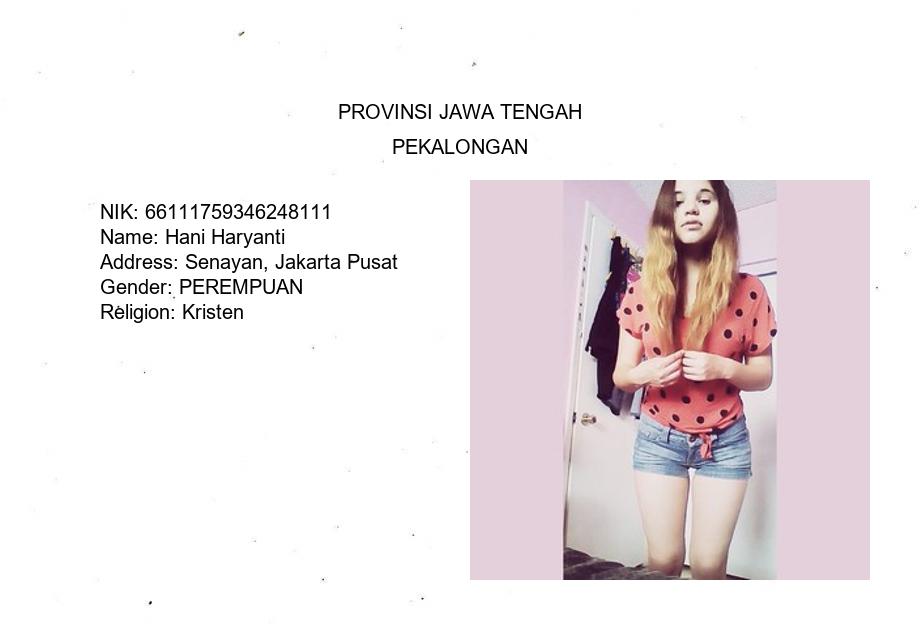 PROVINSI JAWA TENGAH
PEKALONGAN
NIK: 66111759346248111
Name: Hani Haryanti
Address: Senayan, Jakarta Pusat
Gender: PEREMPUAN
Religion: Kristen